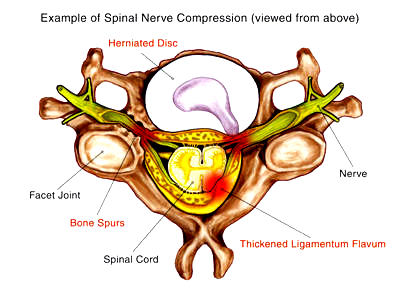 Example of Spinal Nerve Compression (viewed from above)
Herniated Disc
Nerve
Facet Joint
Bone Spurs
Thickened Ligamentum Flavum
Spinal Cord